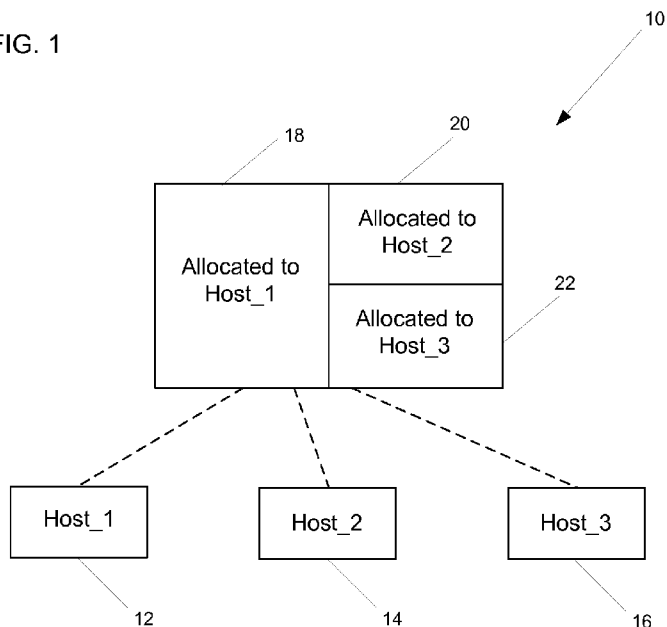 FIG. 1
10
18
20
Allocated to
Host_1
Allocated to
Host_2
22
Allocated to
Host_3
Host_1
Host_2
Host_3
12
14
16